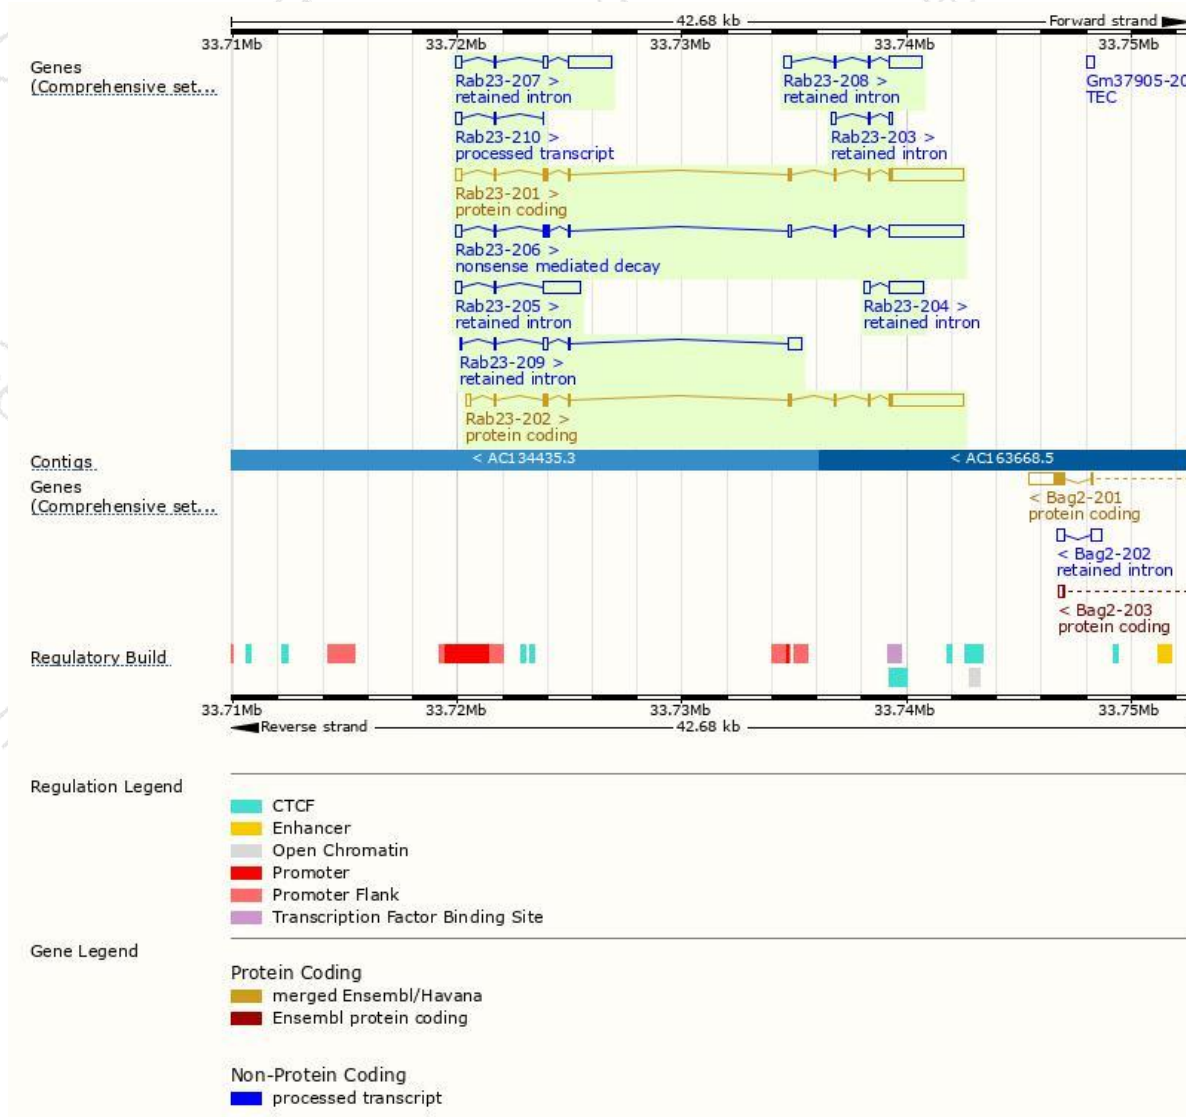 42.68 kb
Forward strand
33.71Mb 33.72Mb 33.73Mb 33.74Mb 33.75Mb
Genes
(Comprehensive set...
Rab23-207 >
retained intron
Rab23-208 >
retained intron
Gm37905-20
TEC
Rab23-210 >
processed transcript
Rab23-203 >
retained intron
Rab23-201 >
protein coding
Rab23-206 >
nonsense mediated decay
Rab23-205 >
retained intron
Rab23-204 >
retained intron
Rab23-209 >
retained intron
Rab23-202 >
protein coding
Contigs
< AC134435.3
< AC163668.5
Genes
(Comprehensive set...
< Bag2-201
protein coding
< Bag2-202
retained intron
< Bag2-203
protein coding
Regulatory Build
33.71Mb 33.72Mb 33.73Mb 33.74Mb 33.75Mb
Reverse strand
42.68 kb
Regulation Legend
CTCF
Enhancer
Open Chromatin
Promoter
Promoter Flank
Transcription Factor Binding Site
Gene Legend
Protein Coding
merged Ensembl/Havana
Ensembl protein coding
Non-Protein Coding
processed transcript